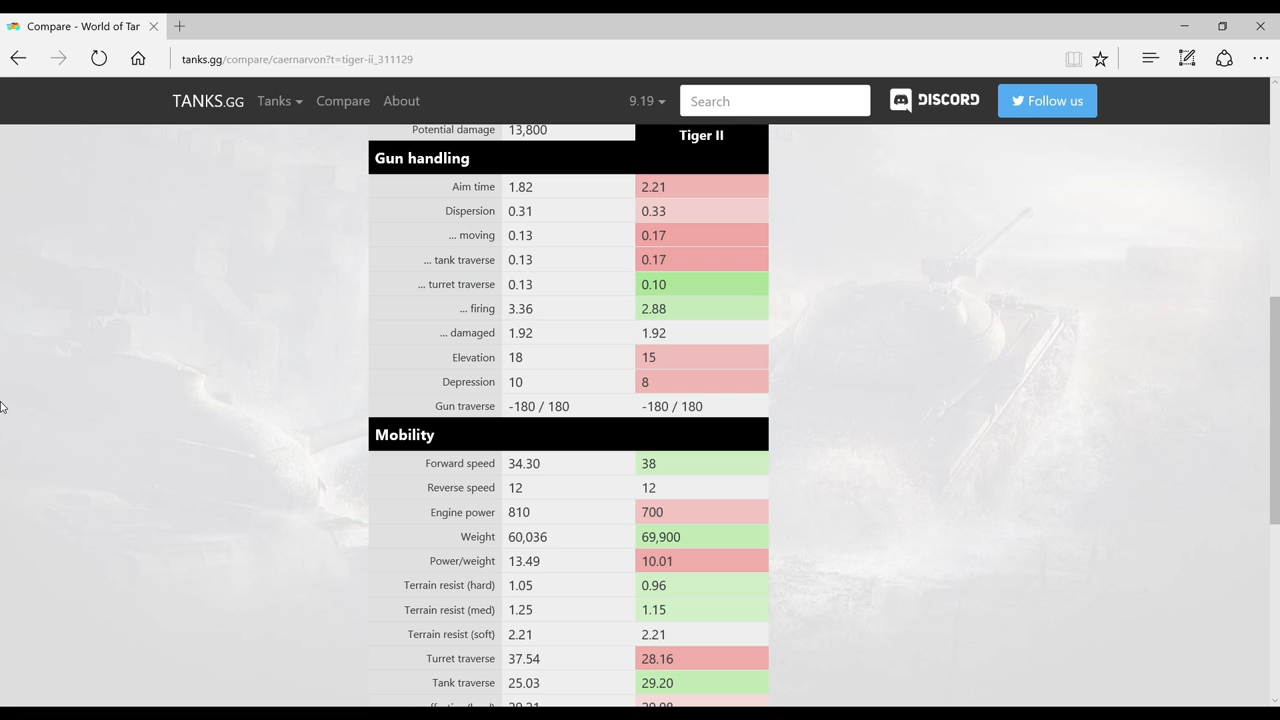 Compare - World of Tar
tanks.gg/compare/caernarvon?t=tiger-ii_311129
TANKS.GG Tanks Compare About 9.19 Search DISCORD Follow us
Potential damage 13,800
Tiger II
Gun handling
Aim time 1.82 2.21
Dispersion 0.31 0.33
... moving 0.13 0.17
... tank traverse 0.13 0.17
... turret traverse 0.13 0.10
... firing 3.36 2.88
... damaged 1.92 1.92
Elevation 18 15
Depression 10 8
Gun traverse -180 / 180 -180 / 180
Mobility
Forward speed 34.30 38
Reverse speed 12 12
Engine power 810 700
Weight 60,036 69,900
Power/weight 13.49 10.01
Terrain resist (hard) 1.05 0.96
Terrain resist (med) 1.25 1.15
Terrain resist (soft) 2.21 2.21
Turret traverse 37.54 28.16
Tank traverse 25.03 29.20